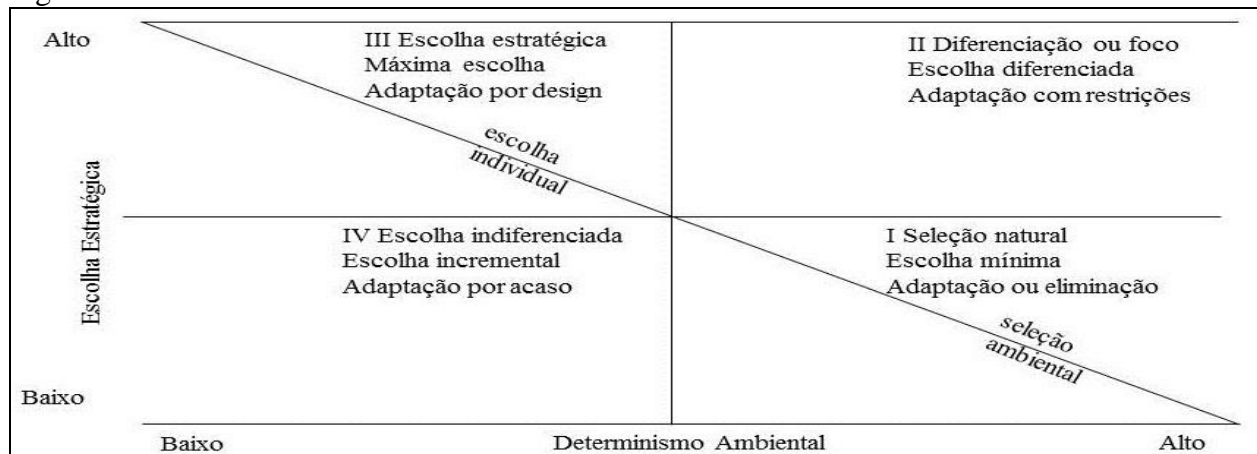 Alto
III Escolha estratégica
Máxima escolha
Adaptação por design
II Diferenciação ou foco
Escolha diferenciada
Adaptação com restrições
escolha
individual
Escolha Estratégica
IV Escolha indiferenciada
Escolha incremental
Adaptação por acaso
I Seleção natural
Escolha mínima
Adaptação ou eliminação
seleção
ambiental
Baixo
Baixo
Determinismo Ambiental
Alto